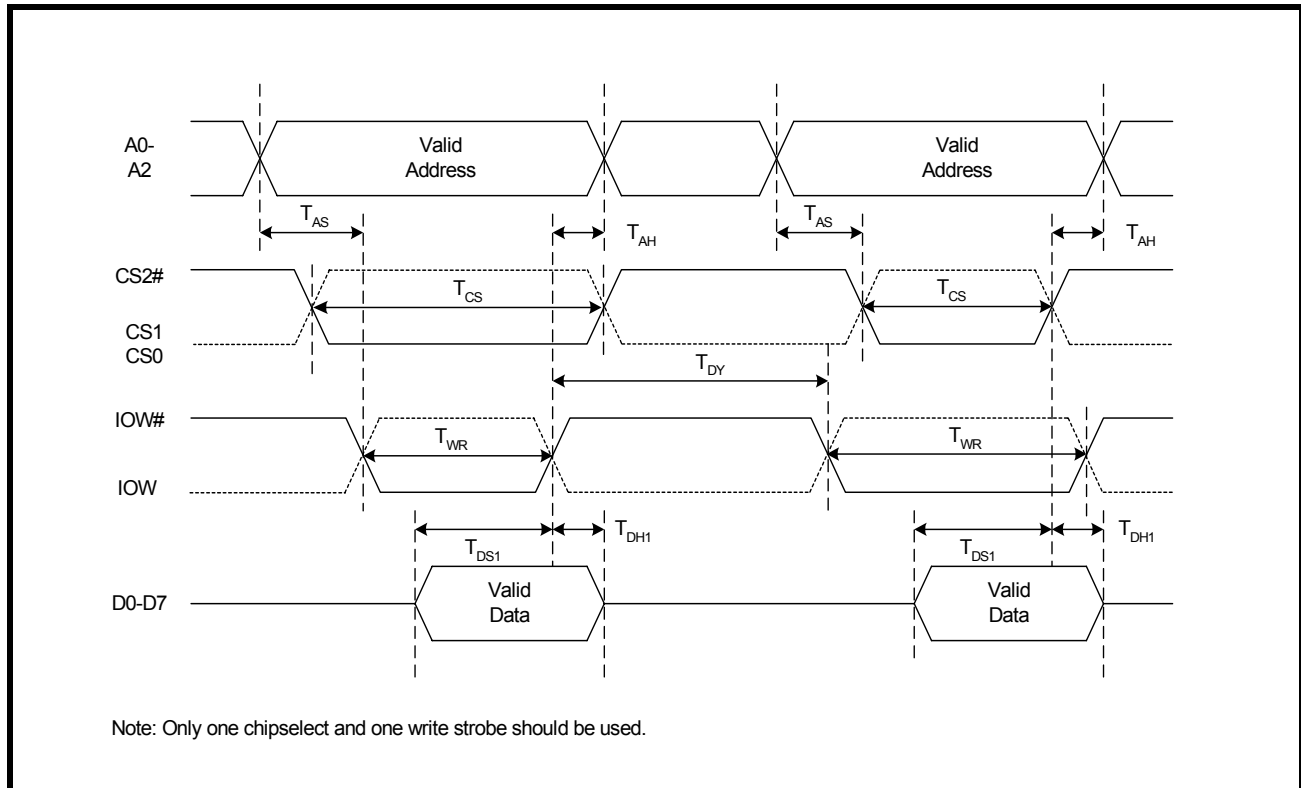 A0-
A2
Valid
Address
Valid
Address
TAS
TAH
TAS
TAH
CS2#
TCS
TCS
CS1
CS0
TDY
IOW#
TWR
TWR
IOW
TDS1
TDH1
TDS1
TDH1
D0-D7
Valid
Data
Valid
Data
Note: Only one chipselect and one write strobe should be used.